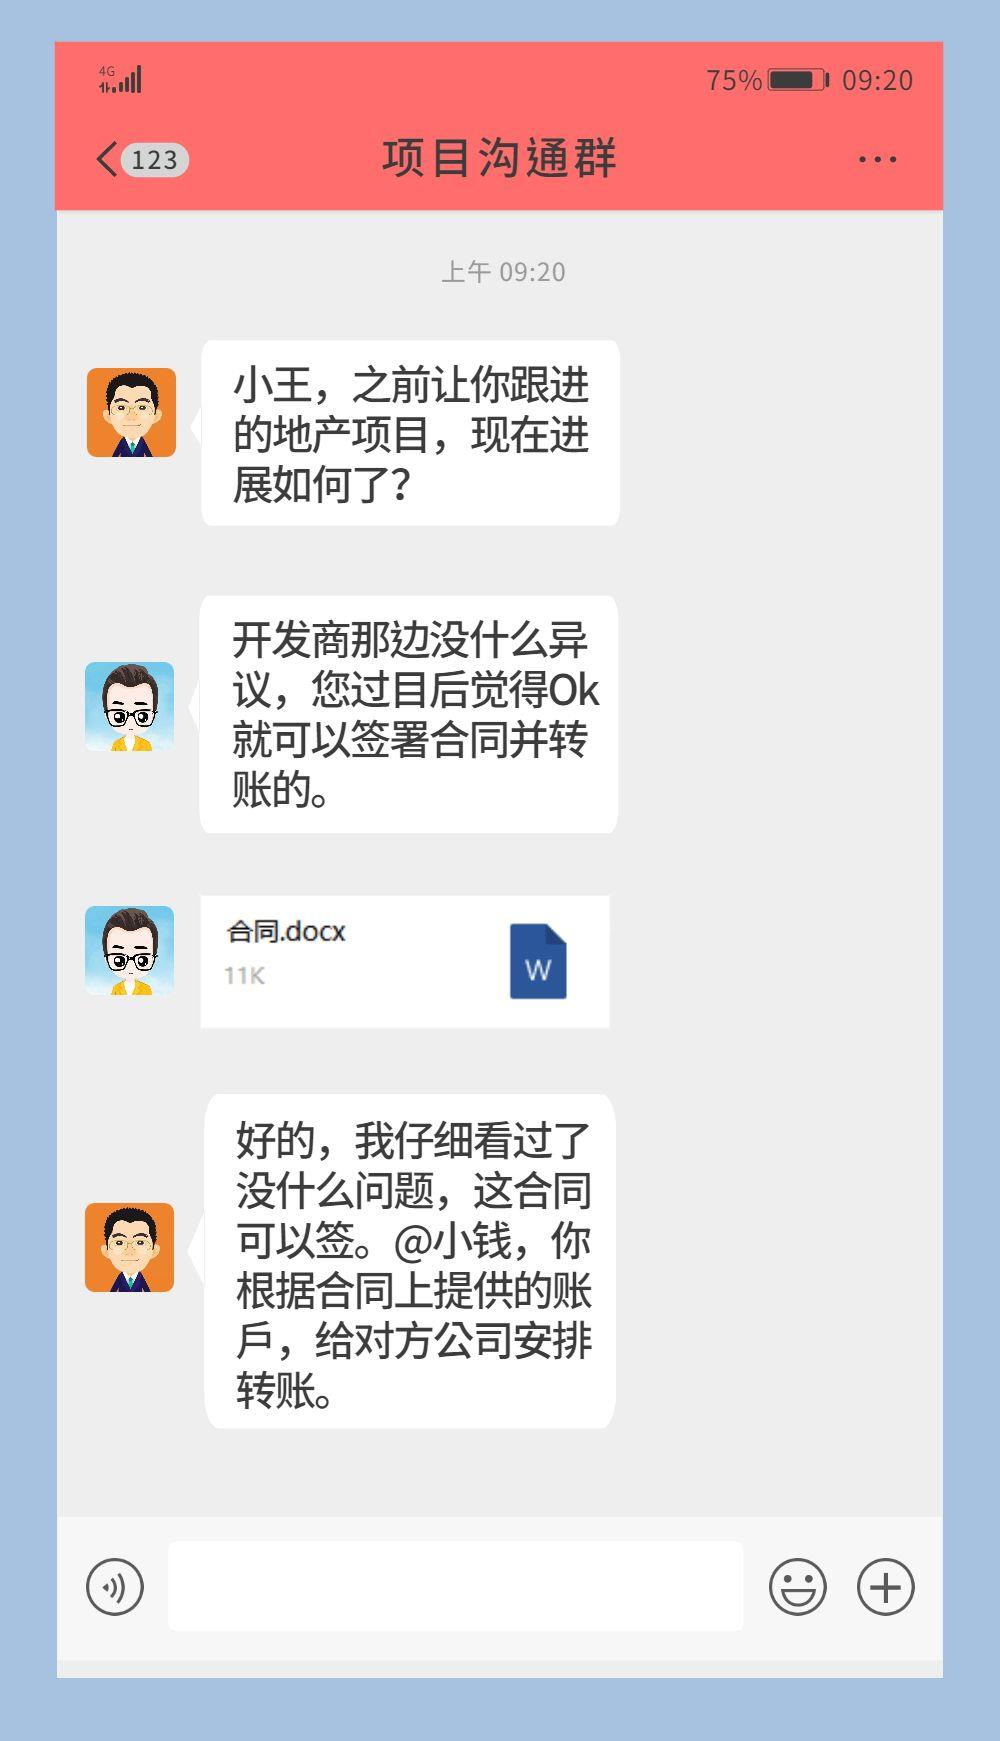 4G
75% 09:20
123 项目沟通群
上午 09:20
小王，之前让你跟进
的地产项目，现在进
展如何了？
开发商那边没什么异
议，您过目后觉得Ok
就可以签署合同并转
账的。
合同.docx
11K
W
好的，我仔细看过了
没什么问题，这合同
可以签。@小钱，你
根据合同上提供的账
戶，给对方公司安排
转账。